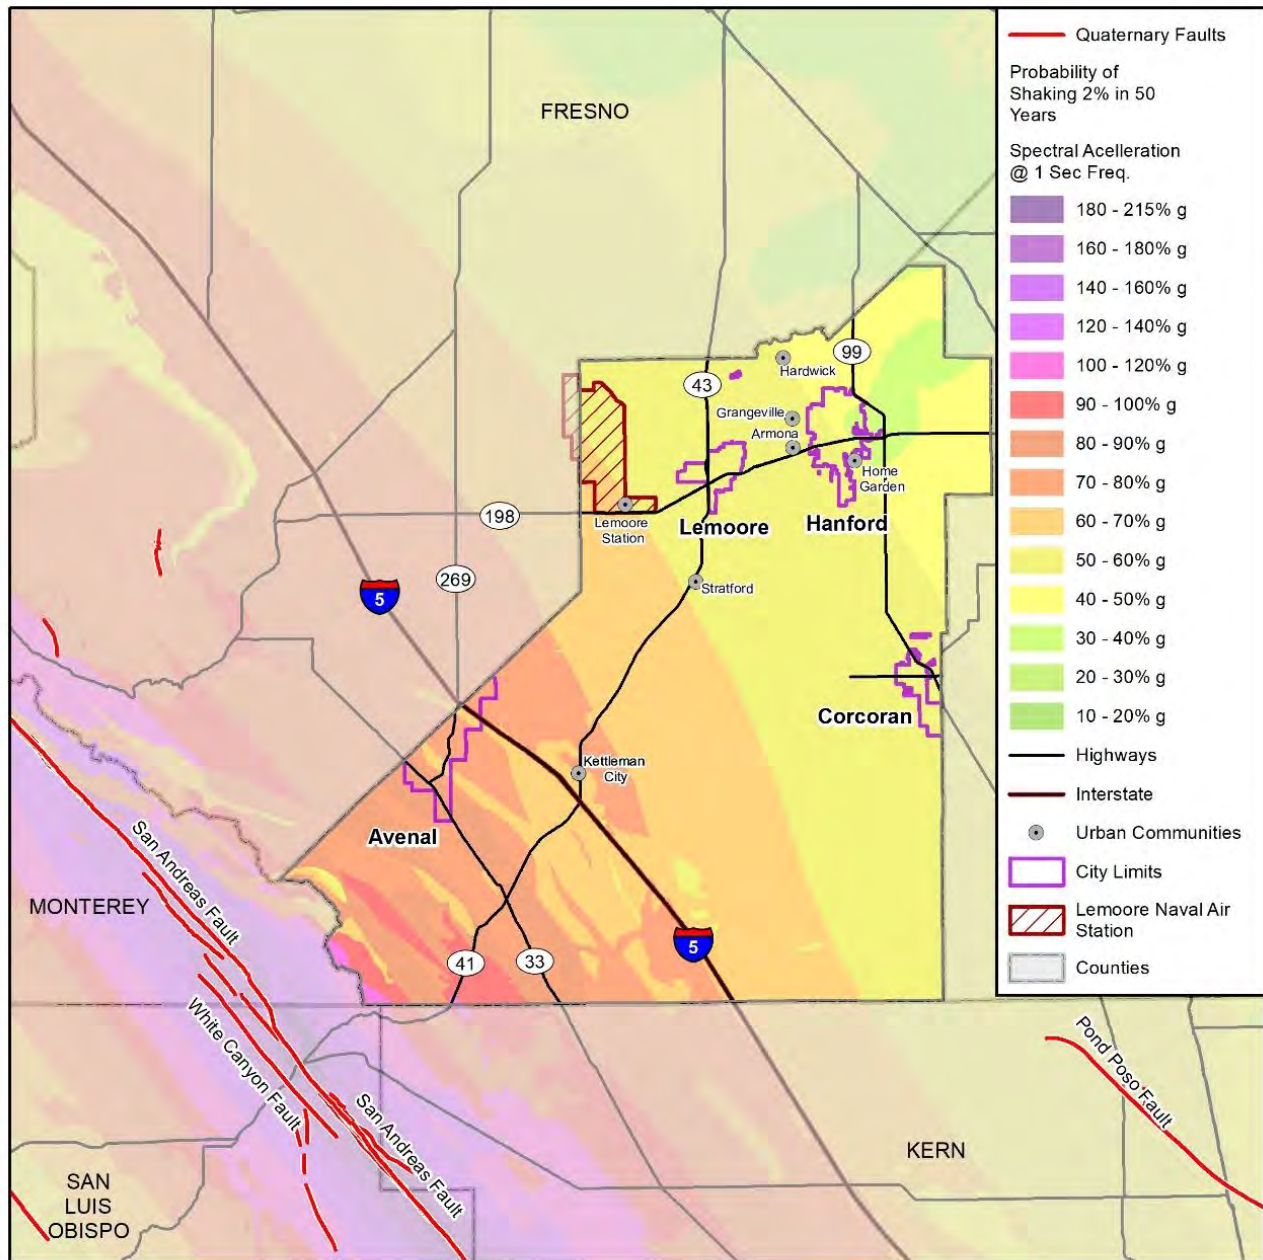 FRESNO
99
Hardwick
43
Grangeville
Armona
Home
Garden
198
Lemoore
Station
Lemoore
Hanford
269
5
Stratford
Corcoran
Kettleman
City
Avenal
San Andreas Fault
MONTEREY
41
33
5
White Canyon Fault
San Andreas Fault
Pond Poso Fault
KERN
SAN
LUIS
OBISPO
Quaternary Faults
Probability of
Shaking 2% in 50
Years
Spectral Acelleration
@ 1 Sec Freq.
180 - 215% g
160 - 180% g
140 - 160% g
120 - 140% g
100 - 120% g
90 - 100% g
80 - 90% g
70 - 80% g
60 - 70% g
50 - 60% g
40 - 50% g
30 - 40% g
20 - 30% g
10 - 20% g
Highways
Interstate
Urban Communities
City Limits
Lemoore Naval Air
Station
Counties